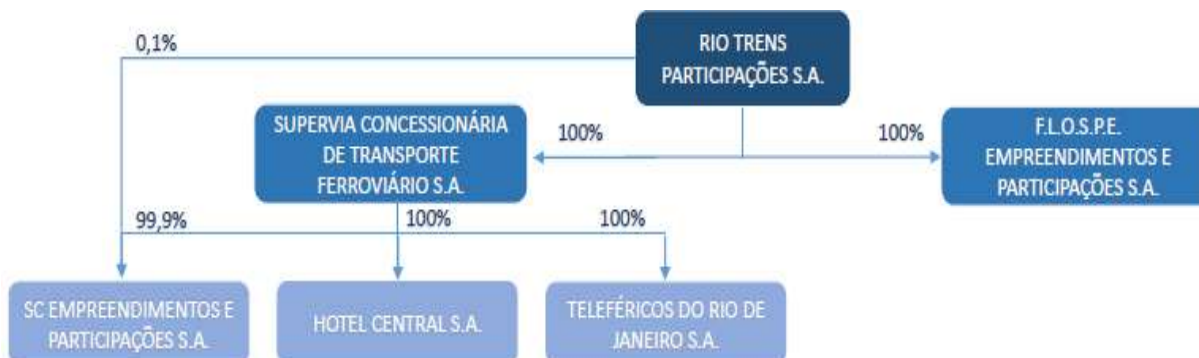 0,1%
RIO TRENS
PARTICIPAÇÕES S.A.
SUPERVIA CONCESSIONÁRIA
DE TRANSPORTE
FERROVIÁRIO S.A.
100%
100%
F.L.O.S.P.E.
EMPREENDIMENTOS E
PARTICIPAÇÕES S.A.
99,9%
100%
100%
SC EMPREENDIMENTOS E
PARTICIPAÇÕES S.A.
HOTEL CENTRAL S.A.
TELEFÉRICOS DO RIO DE
JANEIRO S.A.